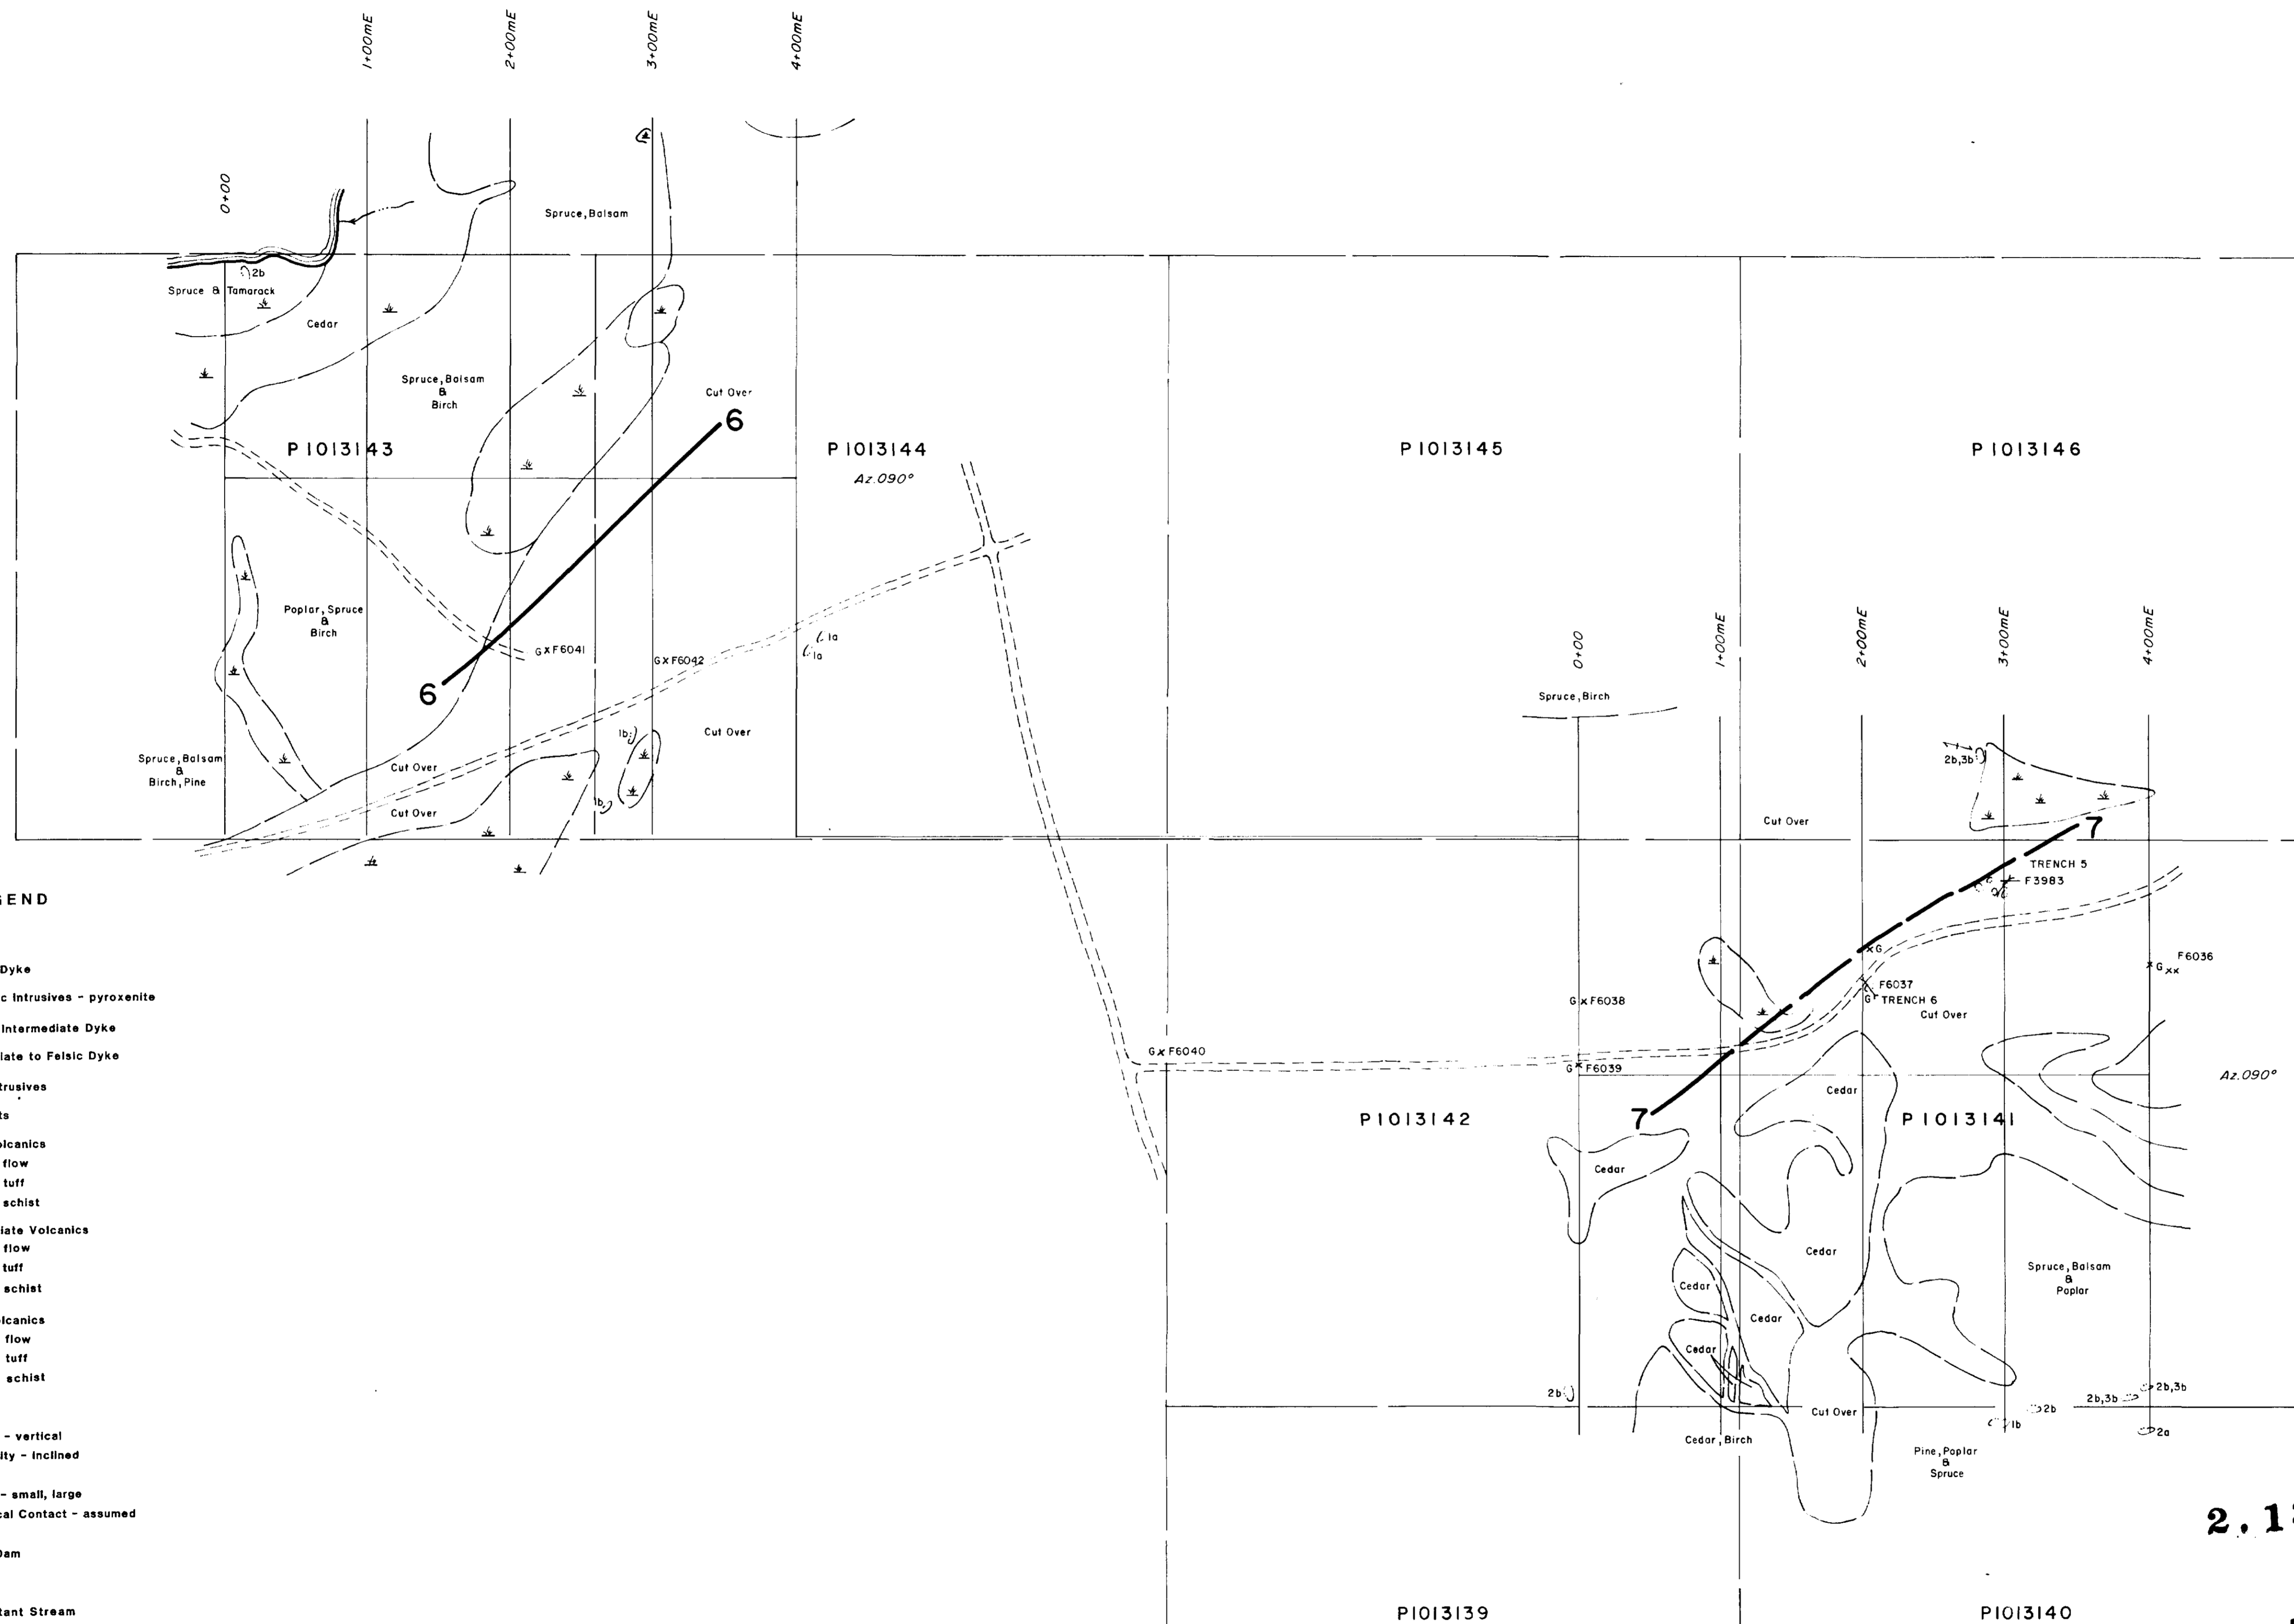 1+00mE
2+00mE
3+00mE
4+00mE
0+00
Spruce, Balsam
2b
Spruce & Tamarack
Cedar
Spruce, Balsam
&
Birch
Cut Over
6
P1013143
P1013144
P1013145
P1013146
Az. 090°
Poplar, Spruce
&
Birch
G x F6041
G x F6042
1a
1a
6
0+00
1+00mE
2+00mE
3+00mE
4+00mE
Spruce, Birch
1b
Cut Over
Spruce, Balsam
&
Birch, Pine
Cut Over
2b,3b
1b
Cut Over
Cut Over
7
TRENCH 5
F3983
x G
F6036
G xx
F6037
G TRENCH 6
Cut Over
G x F6038
G x F6040
G x F6039
Az. 090°
Cedar
7
P1013142
P1013141
Cedar
Cedar
Spruce, Balsam
&
Poplar
Cedar
Cedar
Cedar
2b
2b,3b
2b,3b
Cut Over
2b
1b
2a
Cedar, Birch
Pine, Poplar
&
Spruce
P1013139
P1013140
GEND
Dyke
c Intrusives - pyroxenite
Intermediate Dyke
iate to Felsic Dyke
trusives
ts
olcanics
flow
tuff
schist
iate Volcanics
flow
tuff
schist
lcanics
flow
tuff
schist
- vertical
ity - inclined
- small, large
cal Contact - assumed
Dam
tant Stream